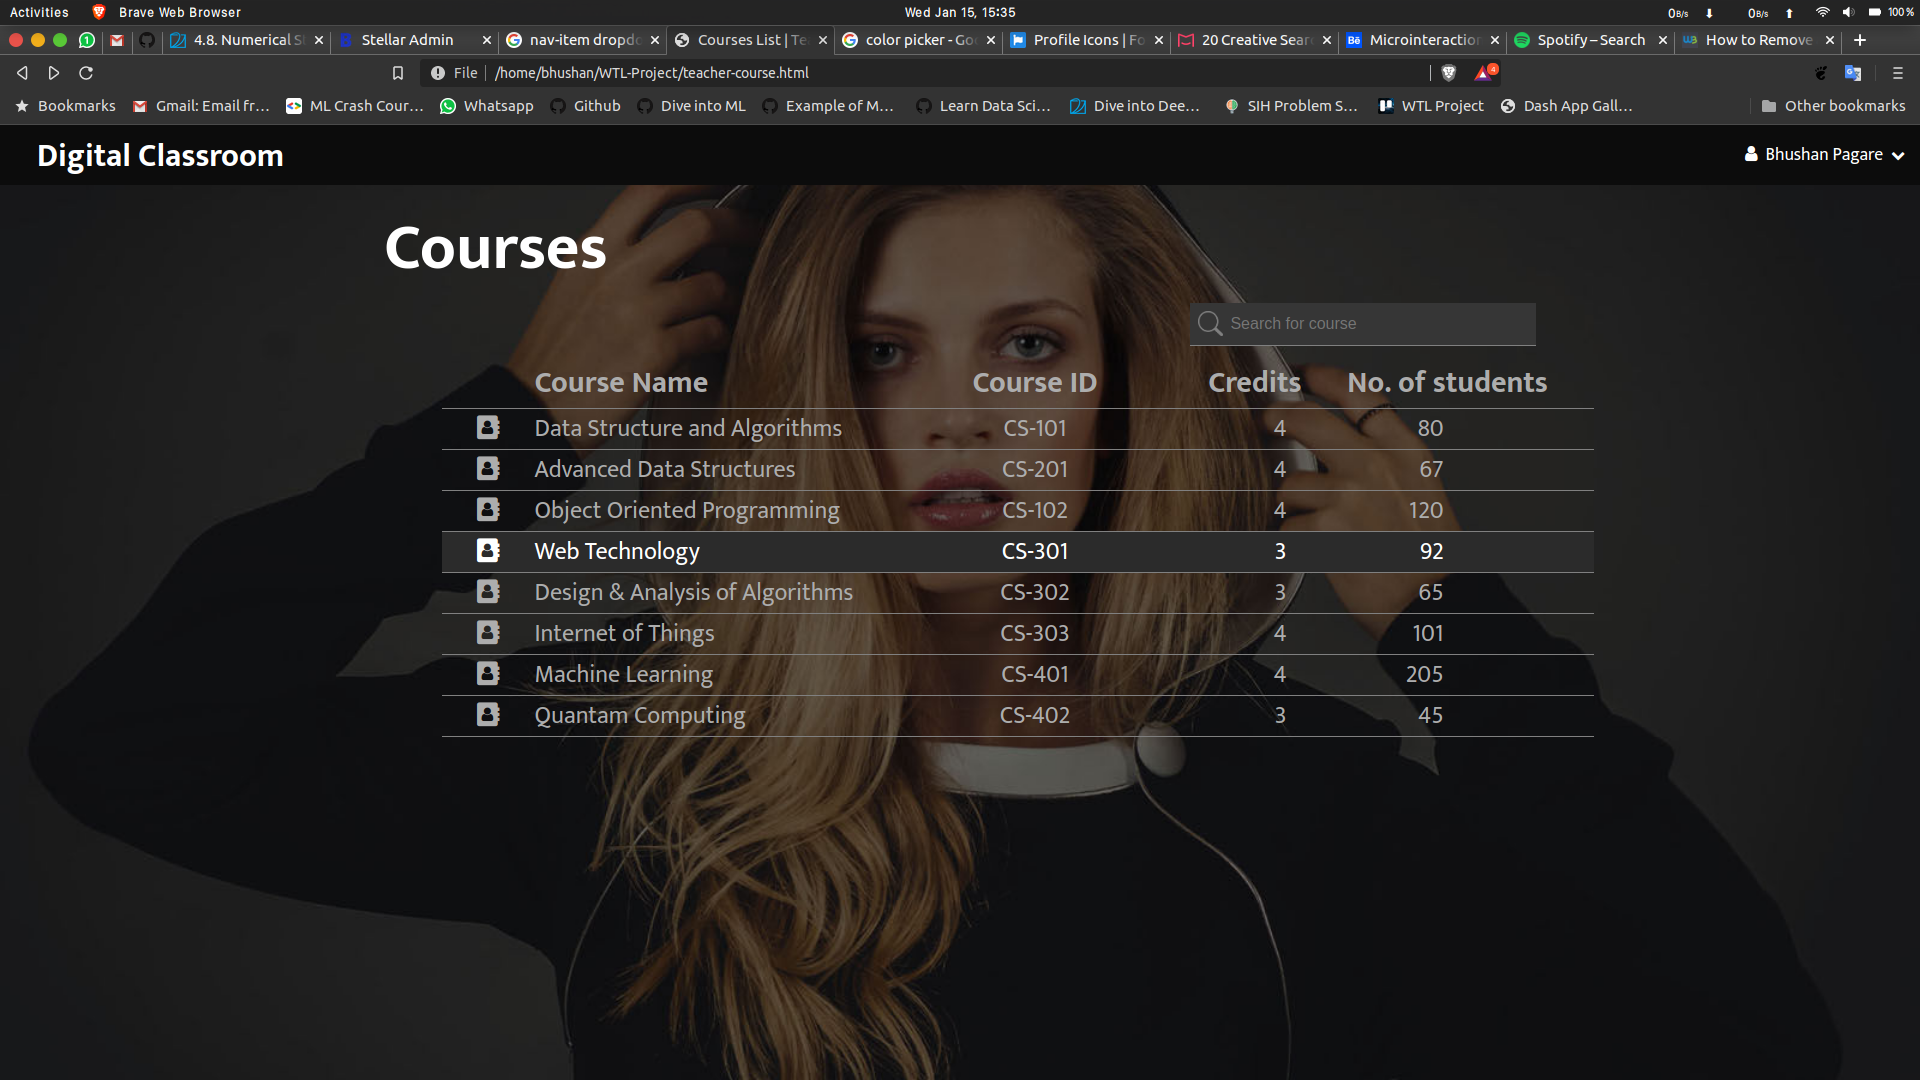 Activities Brave Web Browser Wed Jan 15, 15:35 0B/s 0B/s 100%
1 4.8. Numerical S Stellar Admin nav-item dropdo Courses List | Te color picker - Go Profile Icons | Fo 20 Creative Sear Microinteraction Spotify – Search How to Remove
File /home/bhushan/WTL-Project/teacher-course.html 4
Bookmarks Gmail: Email fr... ML Crash Cour... Whatsapp Github Dive into ML Example of M... Learn Data Sci... Dive into Dee... SIH Problem S... WTL Project Dash App Gall... Other bookmarks
Digital Classroom Bhushan Pagare
Courses
Search for course
Course Name Course ID Credits No. of students
Data Structure and Algorithms CS-101 4 80
Advanced Data Structures CS-201 4 67
Object Oriented Programming CS-102 4 120
Web Technology CS-301 3 92
Design & Analysis of Algorithms CS-302 3 65
Internet of Things CS-303 4 101
Machine Learning CS-401 4 205
Quantam Computing CS-402 3 45